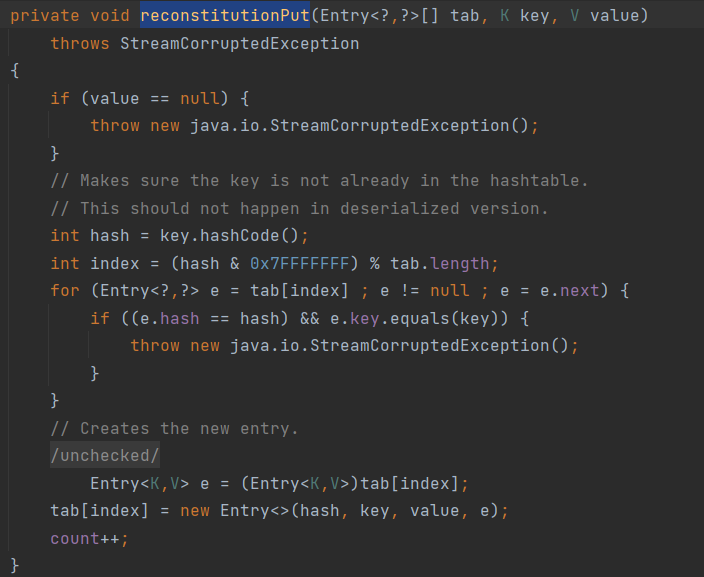 private void reconstitutionPut(Entry<?,?>[] tab, K key, V value)
        throws StreamCorruptedException
{
    if (value == null) {
        throw new java.io.StreamCorruptedException();
    }
    // Makes sure the key is not already in the hashtable.
    // This should not happen in deserialized version.
    int hash = key.hashCode();
    int index = (hash & 0x7FFFFFFF) % tab.length;
    for (Entry<?,?> e = tab[index] ; e != null ; e = e.next) {
        if ((e.hash == hash) && e.key.equals(key)) {
            throw new java.io.StreamCorruptedException();
        }
    }
    // Creates the new entry.
    /unchecked/
        Entry<K,V> e = (Entry<K,V>)tab[index];
    tab[index] = new Entry<>(hash, key, value, e);
    count++;
}